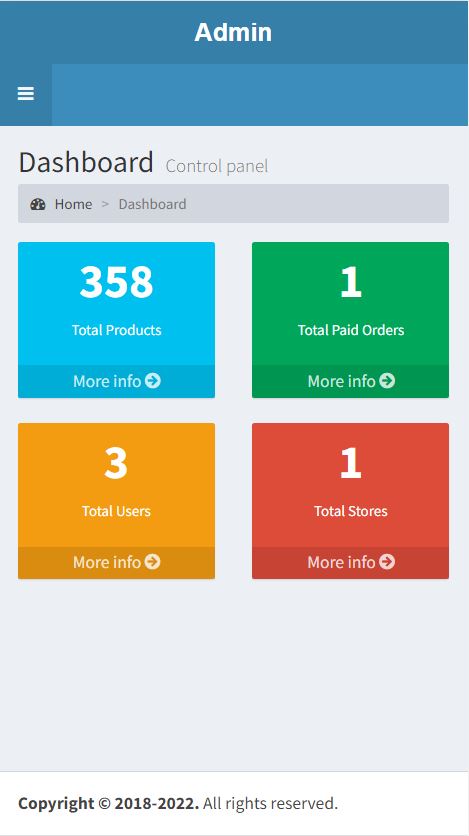 Admin
Dashboard Control panel
Home > Dashboard
358
Total Products
More info
1
Total Paid Orders
More info
3
Total Users
More info
1
Total Stores
More info
Copyright © 2018-2022. All rights reserved.